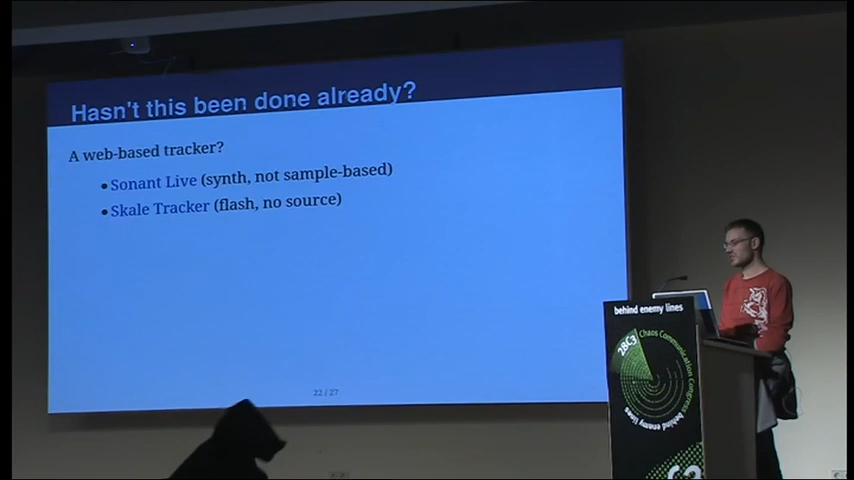 Hasn't this been done already?
A web-based tracker?
• Sonant Live (synth, not sample-based)
• Skale Tracker (flash, no source)
22 / 27
behind enemy lines
28C3 Chaos Communication Congress behind enemy lines